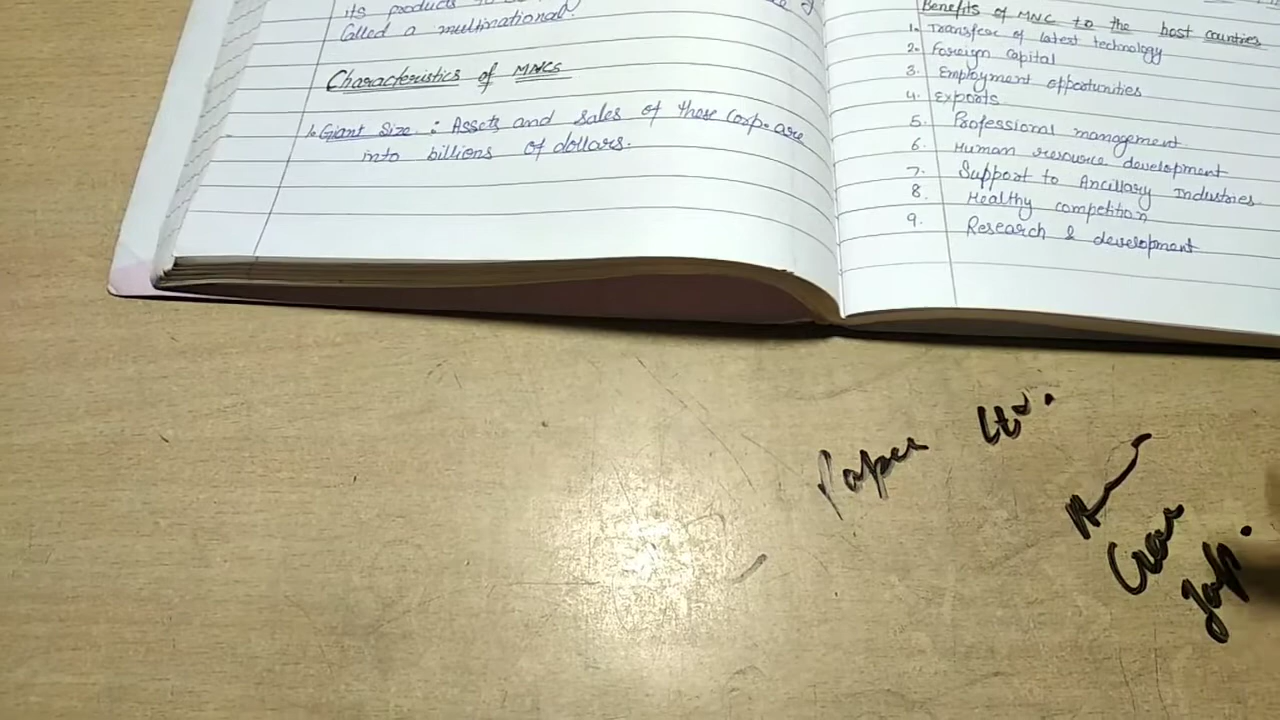 its products
Called a multinational.
Characteristics of MNCs
1. Giant Size : Assets and sales of these Corp. are
into billions of dollars.
Benefits of MNC to the host countries
1. Transfer of latest technology
2. Foreign capital
3. Employment opportunities
4. Exports
5. Professional management
6. Human resource development
7. Support to Ancillary Industries
8. Healthy competition
9. Research & development
Paper Ltd.